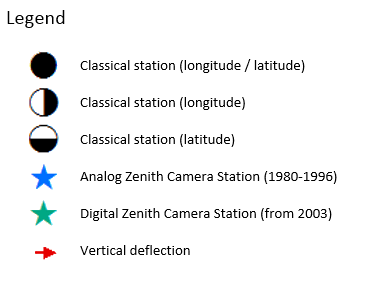 Legend
Classical station (longitude / latitude)
Classical station (longitude)
Classical station (latitude)
Analog Zenith Camera Station (1980-1996)
Digital Zenith Camera Station (from 2003)
Vertical deflection